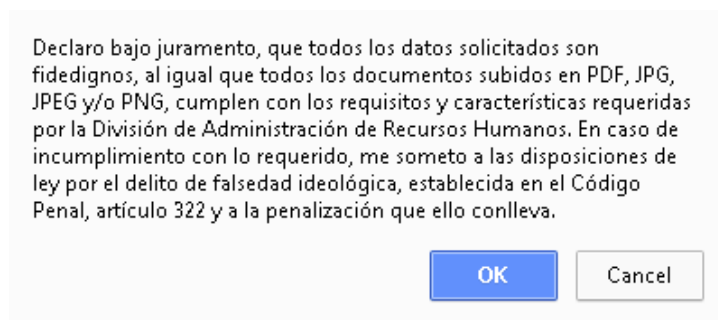 Declaro bajo juramento, que todos los datos solicitados son
fidedignos, al igual que todos los documentos subidos en PDF, JPG,
JPEG y/o PNG, cumplen con los requisitos y características requeridas
por la División de Administración de Recursos Humanos. En caso de
incumplimiento con lo requerido, me someto a las disposiciones de
ley por el delito de falsedad ideológica, establecida en el Código
Penal, artículo 322 y a la penalización que ello conlleva.
OK
Cancel